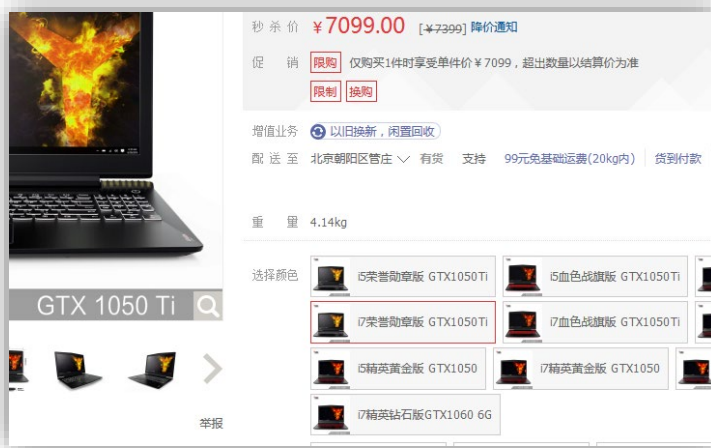 秒 杀 价 ￥7099.00 [￥7399] 降价通知
促 销 限购 仅购买1件时享受单件价￥7099，超出数量以结算价为准
限制 换购
增值业务 以旧换新，闲置回收
配 送 至 北京朝阳区管庄 有货 支持 99元免基础运费(20kg内) 货到付款
重 量 4.14kg
选择颜色 i5荣誉勋章版 GTX1050Ti i5血色战旗版 GTX1050Ti
i7荣誉勋章版 GTX1050Ti i7血色战旗版 GTX1050Ti
i5精英黄金版 GTX1050 i7精英黄金版 GTX1050
i7精英钻石版GTX1060 6G
GTX 1050 Ti
举报